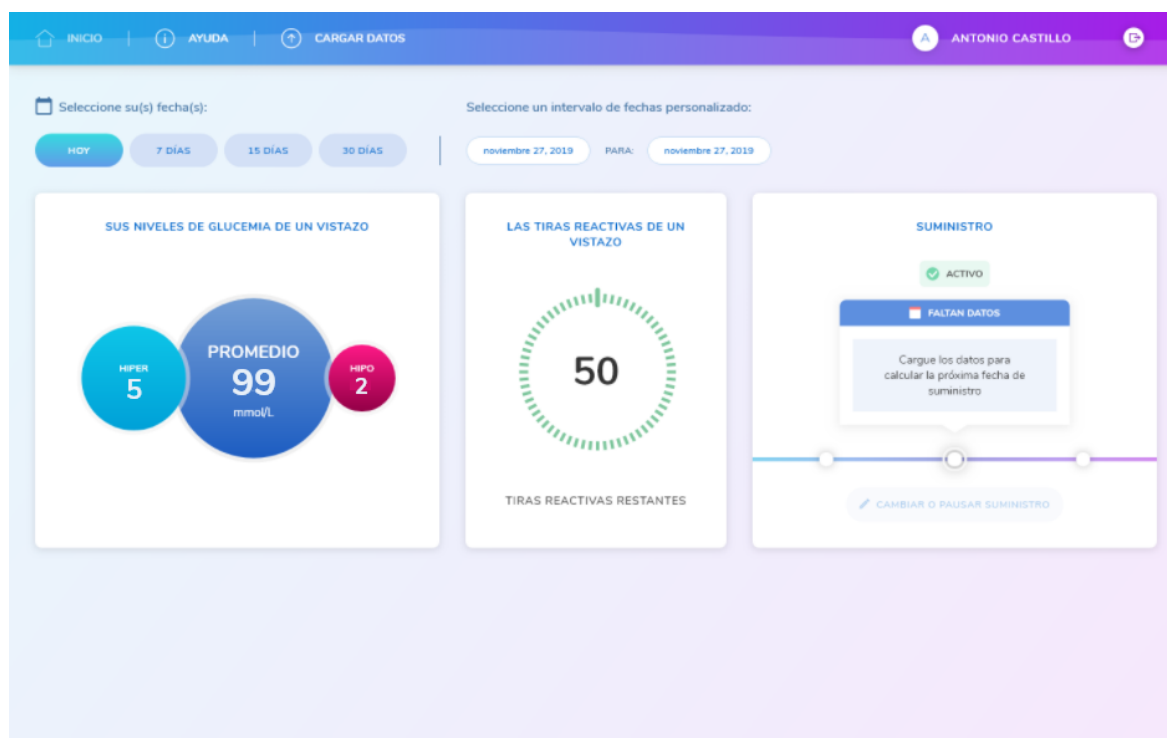 INICIO
AYUDA
CARGAR DATOS
A
ANTONIO CASTILLO
Seleccione su(s) fecha(s):
HOY
7 DÍAS
15 DÍAS
30 DÍAS
Seleccione un intervalo de fechas personalizado:
noviembre 27, 2019
PARA:
noviembre 27, 2019
SUS NIVELES DE GLUCEMIA DE UN VISTAZO
HIPER
5
PROMEDIO
99
mmol/L
HIPO
2
LAS TIRAS REACTIVAS DE UN
VISTAZO
50
TIRAS REACTIVAS RESTANTES
SUMINISTRO
ACTIVO
FALTAN DATOS
Cargue los datos para
calcular la próxima fecha de
suministro
CAMBIAR O PAUSAR SUMINISTRO